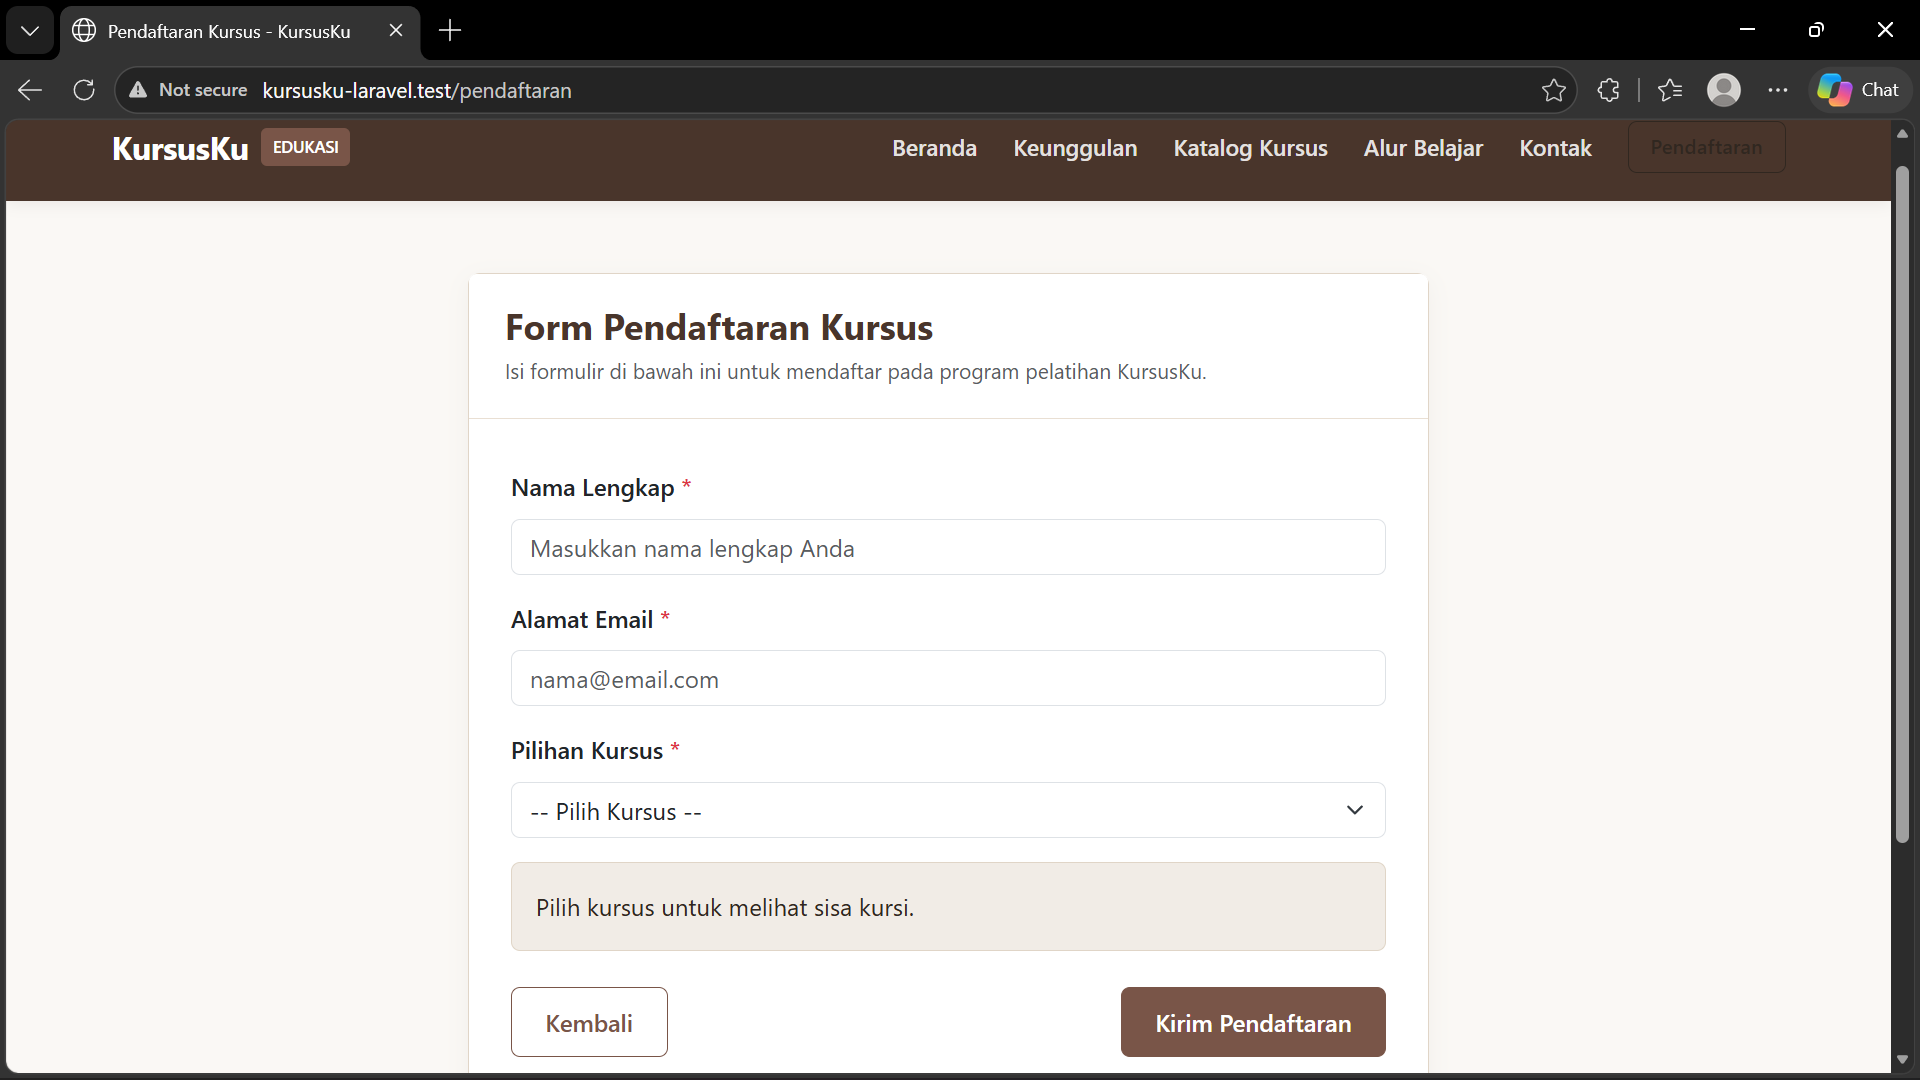 Pendaftaran Kursus - KursusKu
Not secure kursusku-laravel.test/pendaftaran
Chat
KursusKu EDUKASI Beranda Keunggulan Katalog Kursus Alur Belajar Kontak Pendaftaran
Form Pendaftaran Kursus
Isi formulir di bawah ini untuk mendaftar pada program pelatihan KursusKu.
Nama Lengkap *
Masukkan nama lengkap Anda
Alamat Email *
nama@email.com
Pilihan Kursus *
-- Pilih Kursus --
Pilih kursus untuk melihat sisa kursi.
Kembali Kirim Pendaftaran